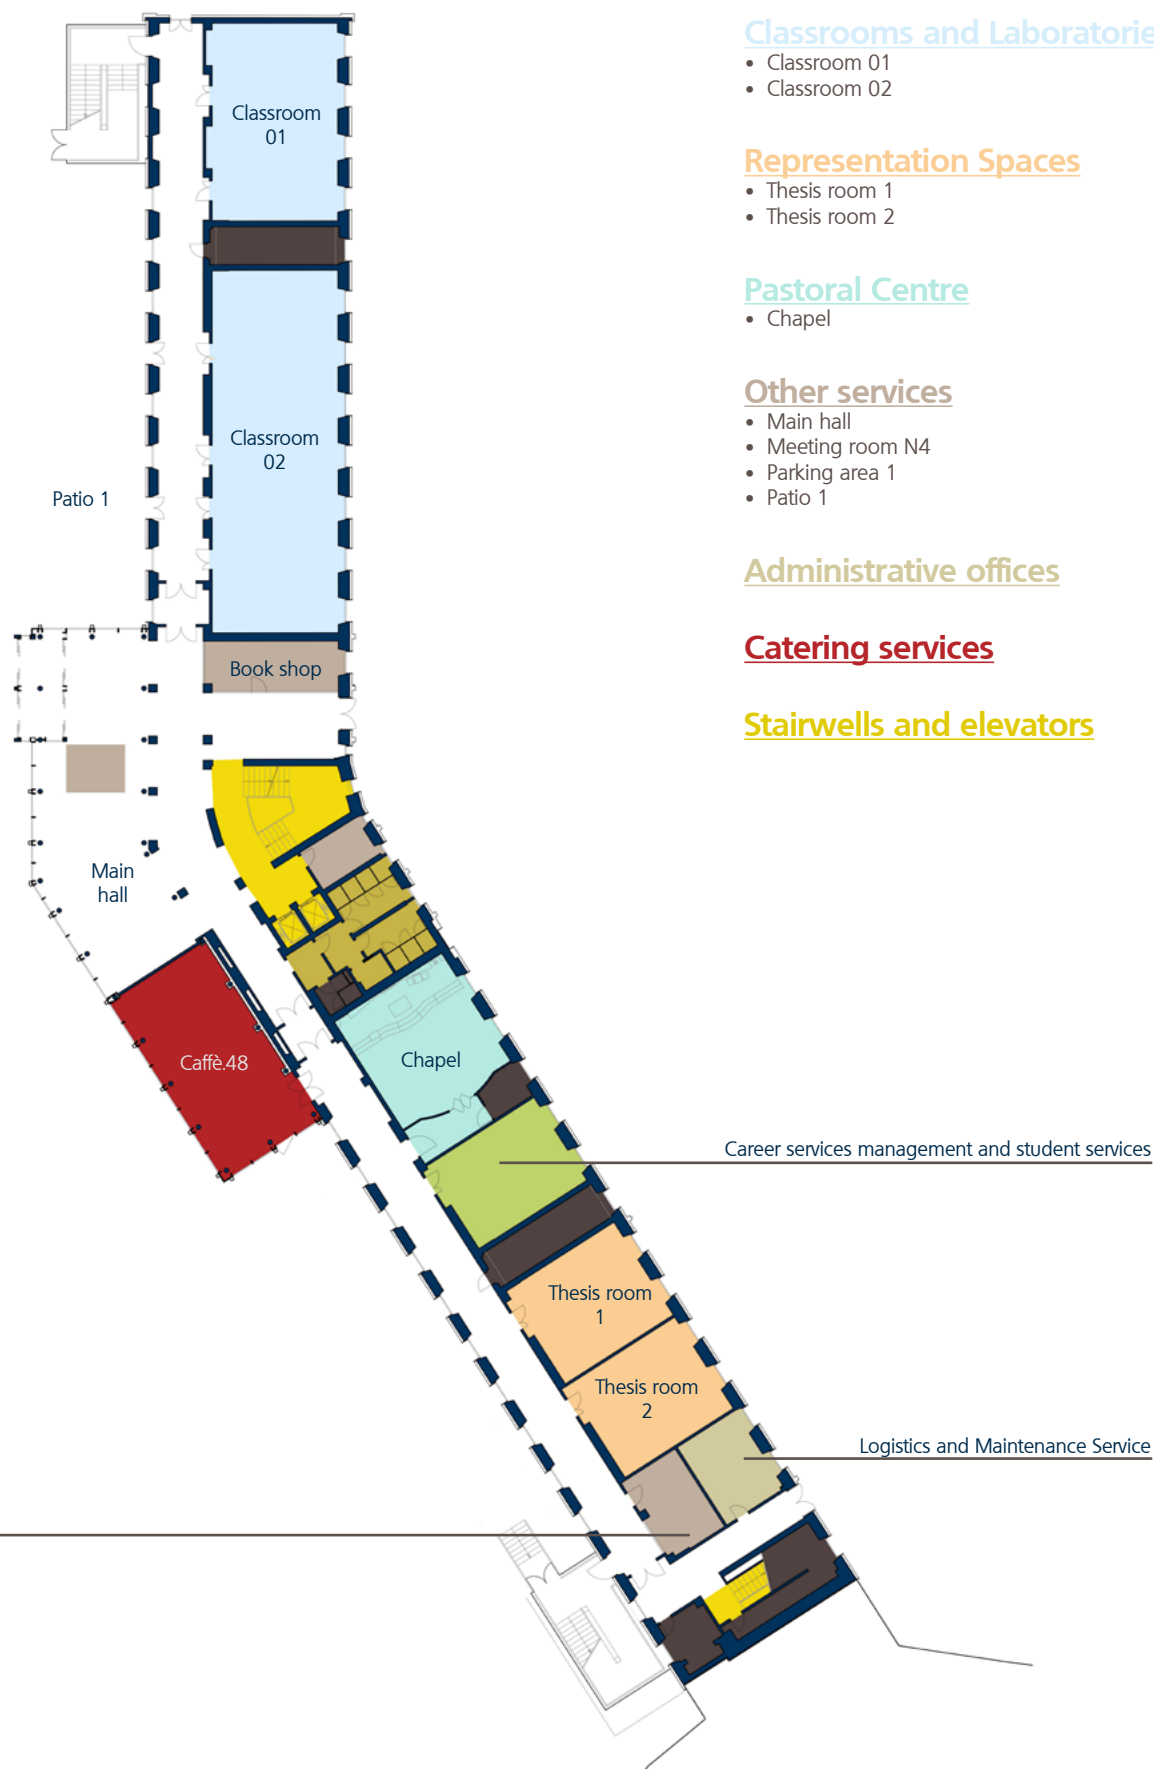 Classrooms and Laboratorie
• Classroom 01
• Classroom 02
Representation Spaces
• Thesis room 1
• Thesis room 2
Pastoral Centre
• Chapel
Other services
• Main hall
• Meeting room N4
• Parking area 1
• Patio 1
Administrative offices
Catering services
Stairwells and elevators
Classroom
01
Classroom
02
Patio 1
Book shop
Main
hall
Caffè.48
Chapel
Career services management and student services
Thesis room
1
Thesis room
2
Logistics and Maintenance Service